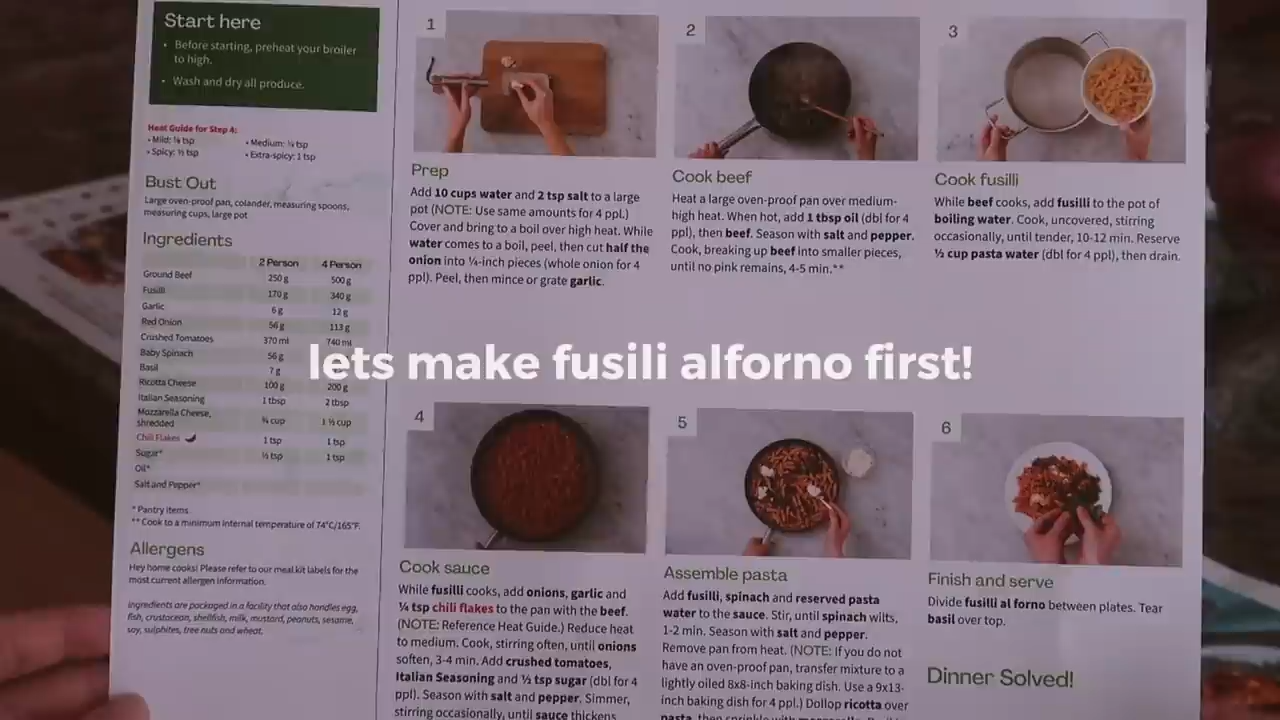 Start here
• Before starting, preheat your broiler
to high.
• Wash and dry all produce.
Heat Guide for Step 4:
• Mild: ⅛ tsp
• Medium: ¼ tsp
• Spicy: ½ tsp
• Extra-spicy: 1 tsp
Bust Out
Large oven-proof pan, colander, measuring spoons,
measuring cups, large pot
Ingredients
2 Person 4 Person
Ground Beef 250 g 500 g
Fusilli 170 g 340 g
Garlic 6 g 12 g
Red Onion 56 g 113 g
Crushed Tomatoes 370 ml 740 ml
Baby Spinach 56 g
Basil 7 g
Ricotta Cheese 100 g 200 g
Italian Seasoning 1 tbsp 2 tbsp
Mozzarella Cheese,
shredded ¾ cup 1 ½ cup
Chili Flakes 1 tsp 1 tsp
Sugar* ½ tsp 1 tsp
Oil*
Salt and Pepper*
* Pantry items
** Cook to a minimum internal temperature of 74°C/165°F.
Allergens
Hey home cooks! Please refer to our meal kit labels for the
most current allergen information.
Ingredients are packaged in a facility that also handles egg,
fish, crustacean, shellfish, milk, mustard, peanuts, sesame,
soy, sulphites, tree nuts and wheat.
1
Prep
Add 10 cups water and 2 tsp salt to a large
pot (NOTE: Use same amounts for 4 ppl.)
Cover and bring to a boil over high heat. While
water comes to a boil, peel, then cut half the
onion into ¼-inch pieces (whole onion for 4
ppl). Peel, then mince or grate garlic.
2
Cook beef
Heat a large oven-proof pan over medium-
high heat. When hot, add 1 tbsp oil (dbl for 4
ppl), then beef. Season with salt and pepper.
Cook, breaking up beef into smaller pieces,
until no pink remains, 4-5 min.**
3
Cook fusilli
While beef cooks, add fusilli to the pot of
boiling water. Cook, uncovered, stirring
occasionally, until tender, 10-12 min. Reserve
½ cup pasta water (dbl for 4 ppl), then drain.
lets make fusili alforno first!
4
Cook sauce
While fusilli cooks, add onions, garlic and
¼ tsp chili flakes to the pan with the beef.
(NOTE: Reference Heat Guide.) Reduce heat
to medium. Cook, stirring often, until onions
soften, 3-4 min. Add crushed tomatoes,
Italian Seasoning and ½ tsp sugar (dbl for 4
ppl). Season with salt and pepper. Simmer,
stirring occasionally, until sauce thickens
5
Assemble pasta
Add fusilli, spinach and reserved pasta
water to the sauce. Stir, until spinach wilts,
1-2 min. Season with salt and pepper.
Remove pan from heat. (NOTE: If you do not
have an oven-proof pan, transfer mixture to a
lightly oiled 8x8-inch baking dish. Use a 9x13-
inch baking dish for 4 ppl.) Dollop ricotta over
pasta, then sprinkle with
6
Finish and serve
Divide fusilli al forno between plates. Tear
basil over top.
Dinner Solved!